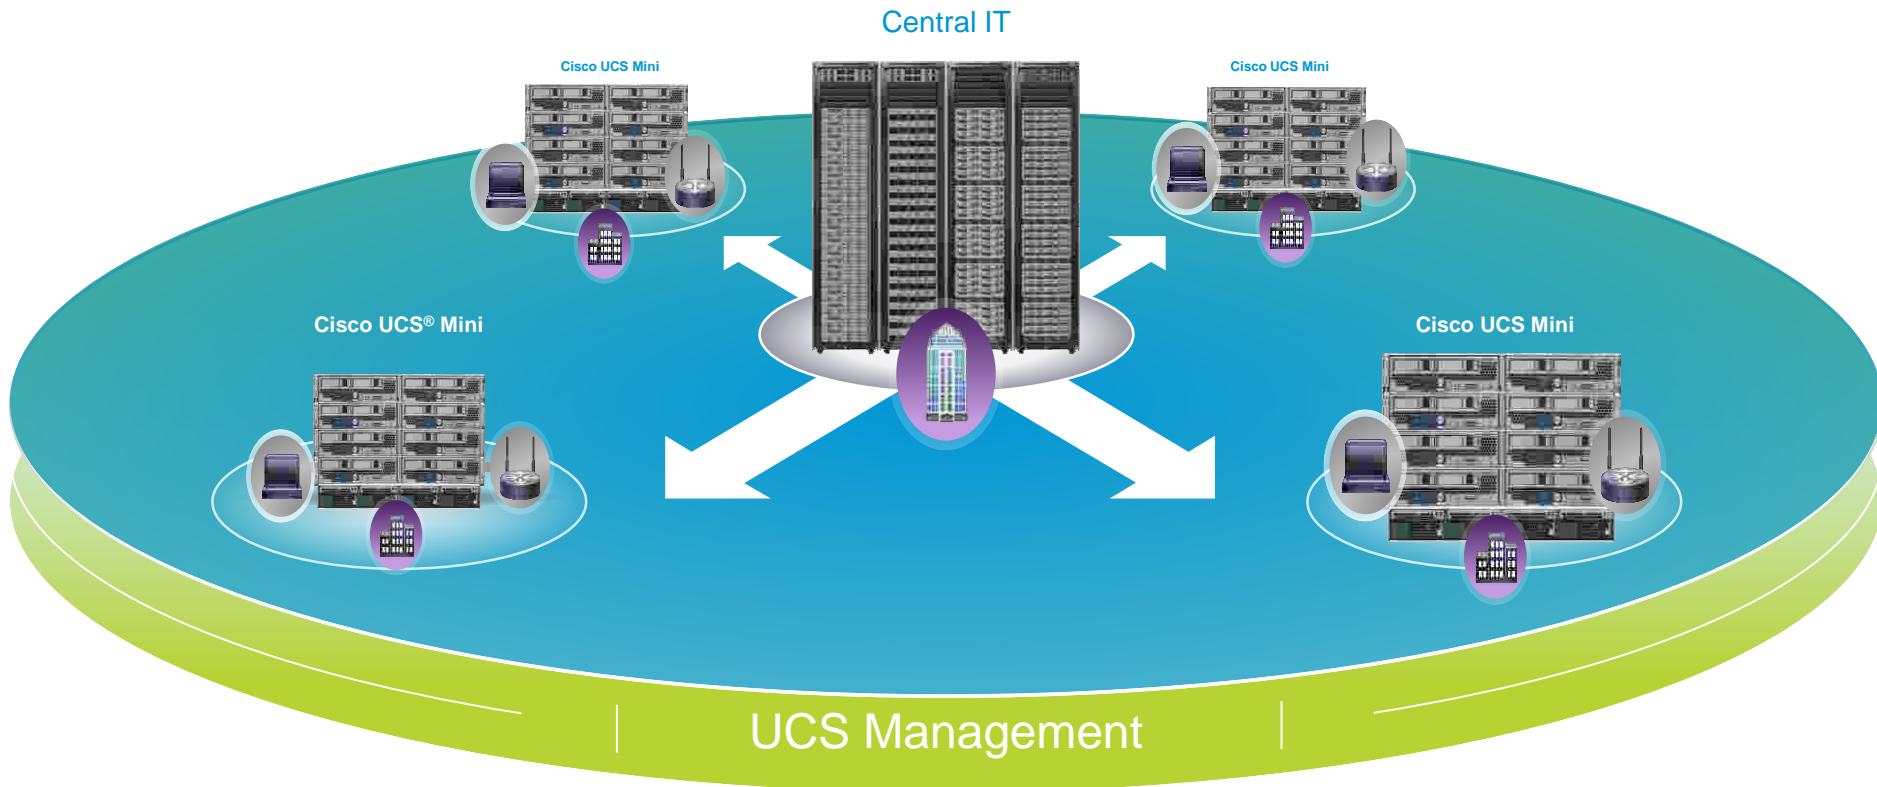 Central IT
Cisco UCS Mini
Cisco UCS Mini
Cisco UCS® Mini
Cisco UCS Mini
UCS Management